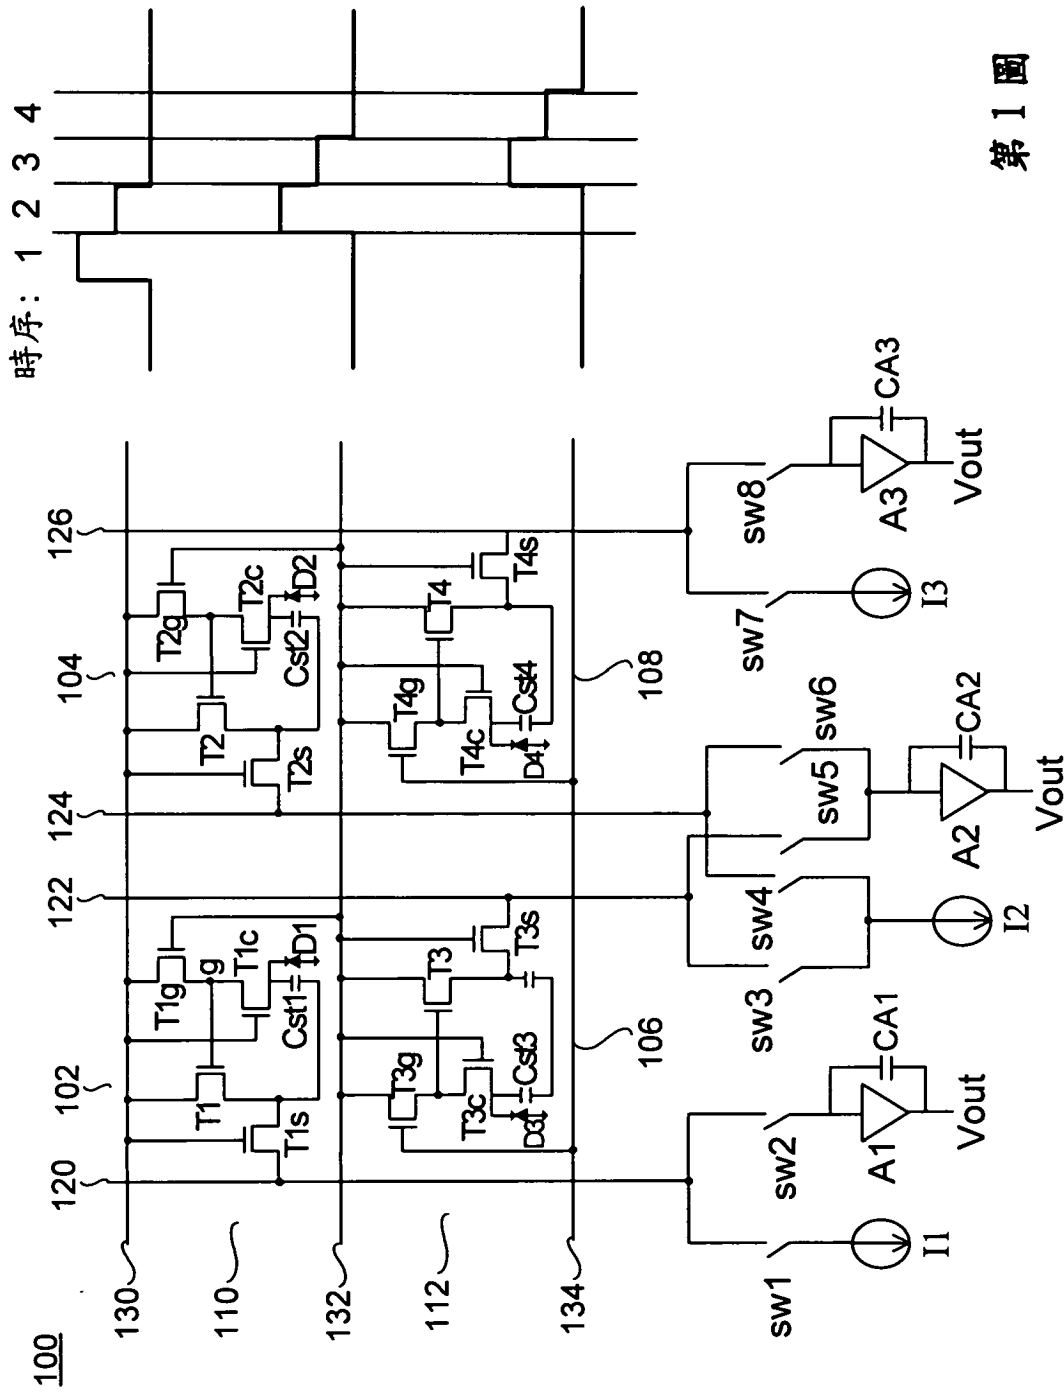 100
時序: 1 2 3 4
130
110
132
112
134
120
102
122
124
104
126
T1g
g
T1
T1c
D1
Cst1
T1s
T2g
T2
T2c
D2
Cst2
T2s
T3g
T3
T3c
Cst3
D3
T3s
T4g
T4
T4c
Cst4
D4
T4s
106
108
sw1
sw2
sw3
sw4
sw5
sw6
sw7
sw8
I1
A1
CA1
Vout
I2
A2
CA2
Vout
I3
A3
CA3
Vout
第 1 圖